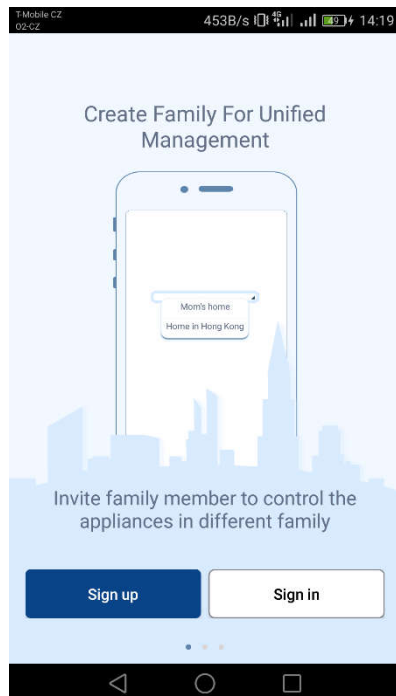 T-Mobile CZ
O2-CZ
453B/s 4G 9 14:19
Create Family For Unified
Management
Mom's home
Home in Hong Kong
Invite family member to control the
appliances in different family
Sign up
Sign in